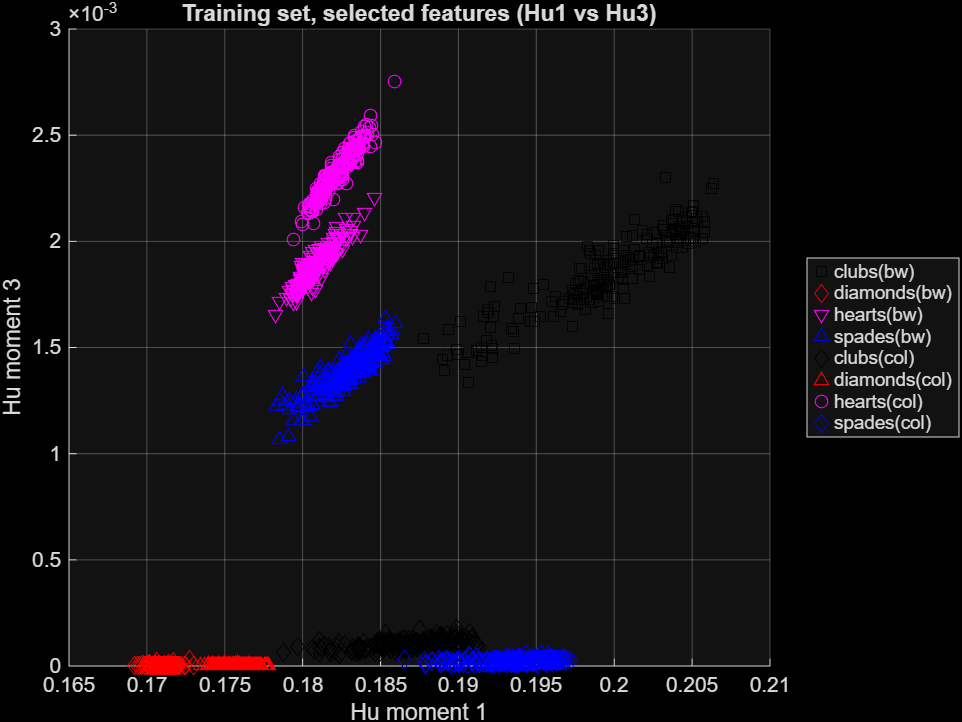 ×10⁻³
Training set, selected features (Hu1 vs Hu3)
3
2.5
2
1.5
1
0.5
0
Hu moment 3
0.165 0.17 0.175 0.18 0.185 0.19 0.195 0.2 0.205 0.21
Hu moment 1
clubs(bw)
diamonds(bw)
hearts(bw)
spades(bw)
clubs(col)
diamonds(col)
hearts(col)
spades(col)